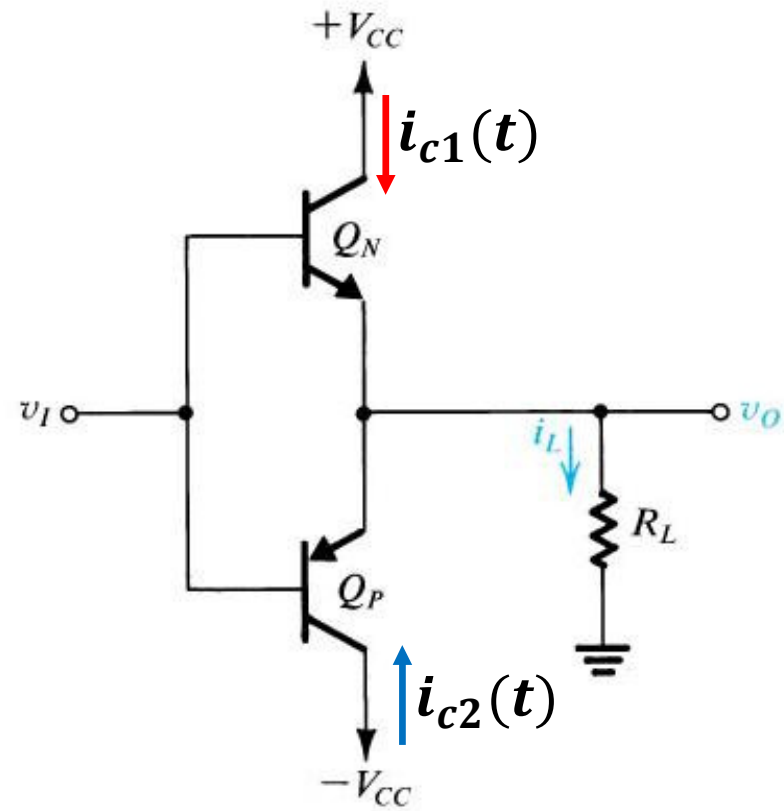 +V_CC
i_c1(t)
Q_N
v_I
v_O
i_L
R_L
Q_P
i_c2(t)
−V_CC